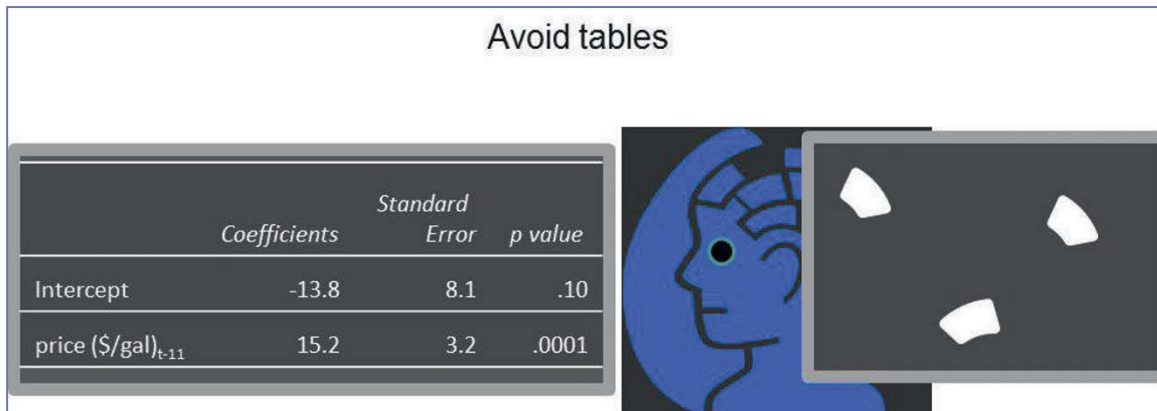 Avoid tables
Standard
Coefficients Error p value
Intercept -13.8 8.1 .10
price ($/gal)t-11 15.2 3.2 .0001